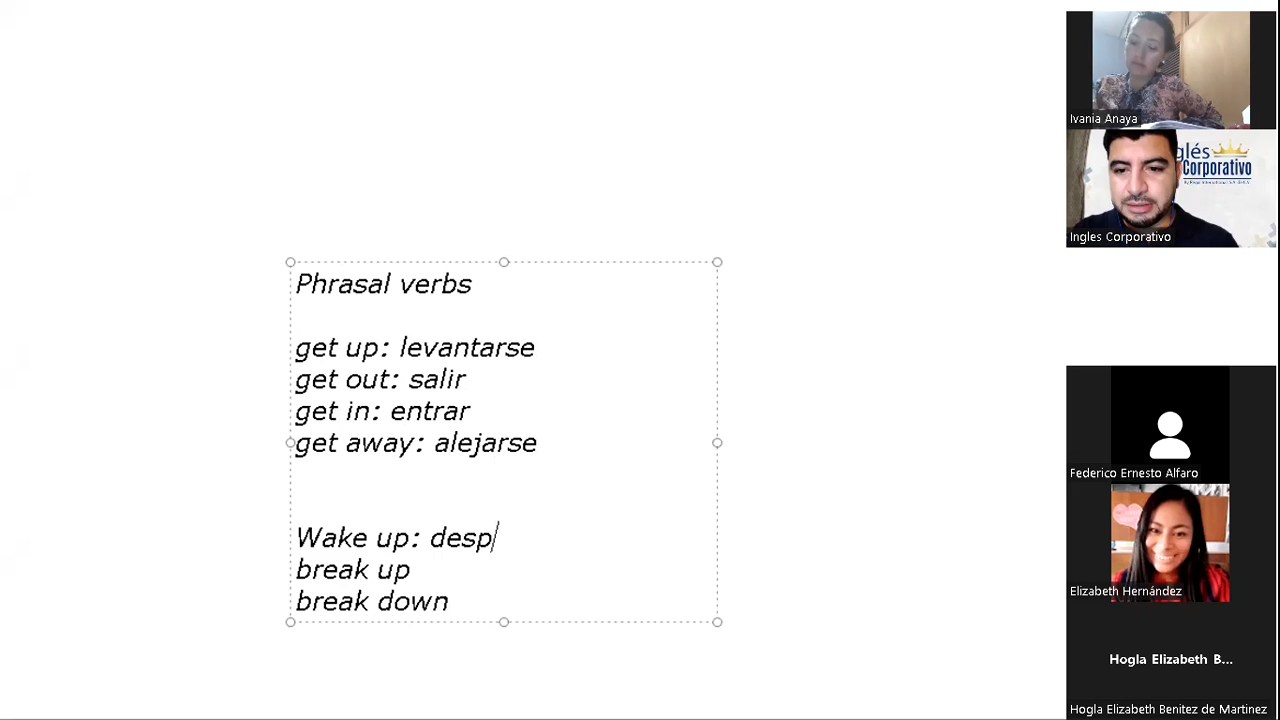 Phrasal verbs
get up: levantarse
get out: salir
get in: entrar
get away: alejarse
Wake up: desp
break up
break down
Ivania Anaya
glés
Corporativo
Ingles Corporativo
Federico Ernesto Alfaro
Elizabeth Hernández
Hogla Elizabeth B...
Hogla Elizabeth Benitez de Martinez